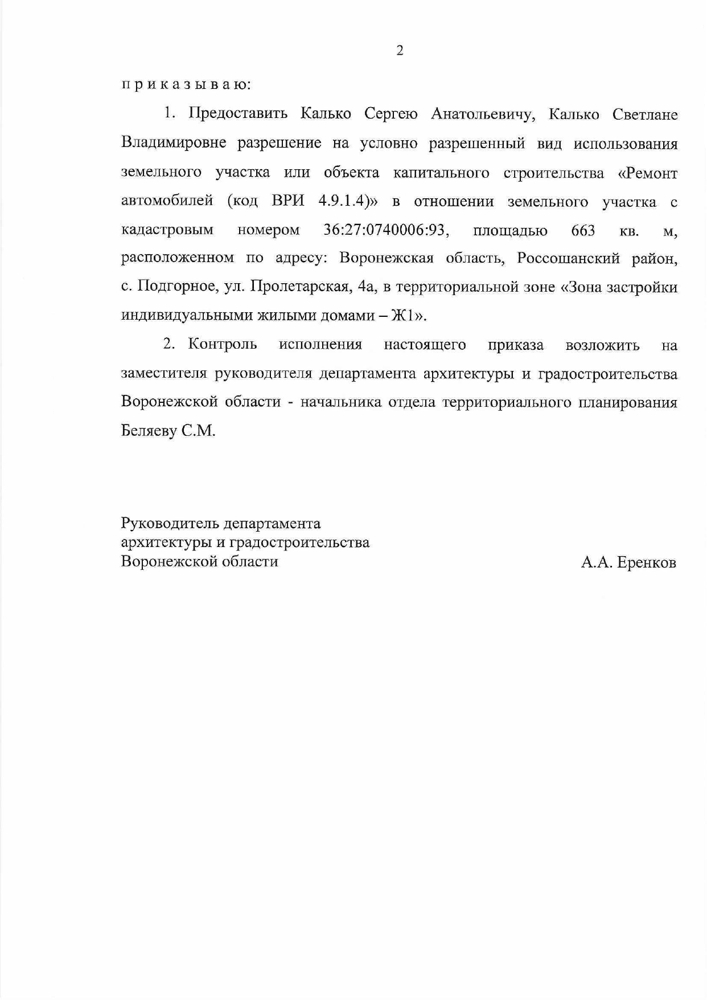 2
п р и к а з ы в а ю:
1. Предоставить Калько Сергею Анатольевичу, Калько Светлане
Владимировне разрешение на условно разрешенный вид использования
земельного участка или объекта капитального строительства «Ремонт
автомобилей (код ВРИ 4.9.1.4)» в отношении земельного участка с
кадастровым номером 36:27:0740006:93, площадью 663 кв. м,
расположенном по адресу: Воронежская область, Россошанский район,
с. Подгорное, ул. Пролетарская, 4а, в территориальной зоне «Зона застройки
индивидуальными жилыми домами – Ж1».
2. Контроль исполнения настоящего приказа возложить на
заместителя руководителя департамента архитектуры и градостроительства
Воронежской области - начальника отдела территориального планирования
Беляеву С.М.
Руководитель департамента
архитектуры и градостроительства
Воронежской области А.А. Еренков